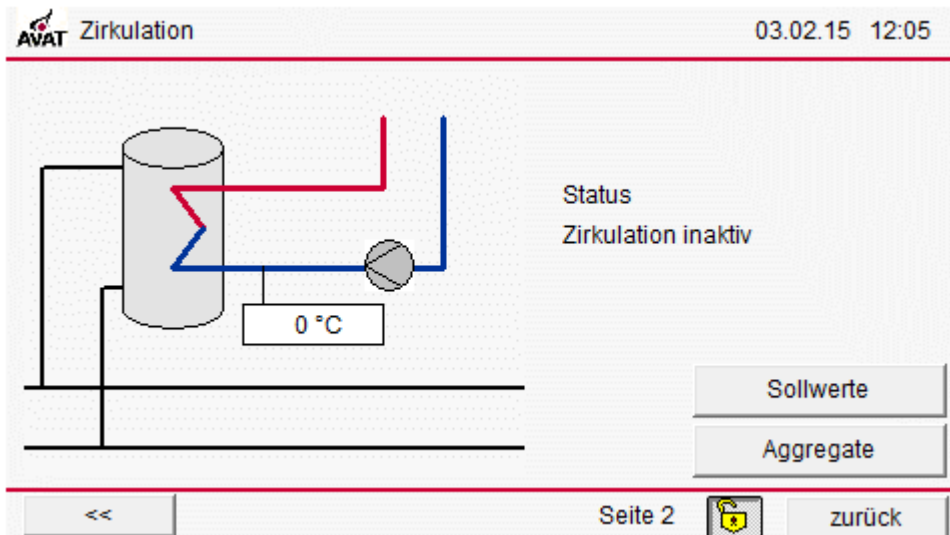 AVAT Zirkulation 03.02.15 12:05
Status
Zirkulation inaktiv
0 °C
Sollwerte
Aggregate
<< Seite 2 zurück